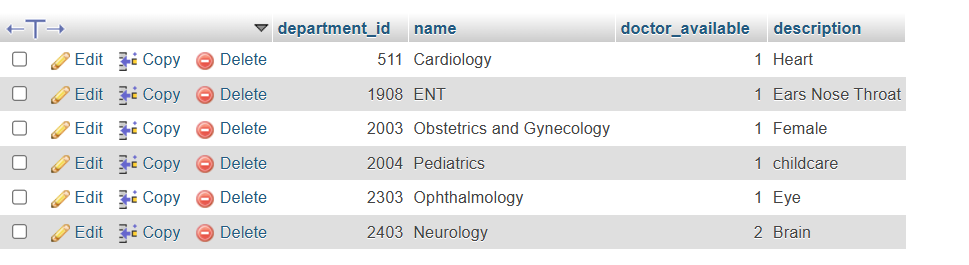 department_id name doctor_available description
Edit Copy Delete 511 Cardiology 1 Heart
Edit Copy Delete 1908 ENT 1 Ears Nose Throat
Edit Copy Delete 2003 Obstetrics and Gynecology 1 Female
Edit Copy Delete 2004 Pediatrics 1 childcare
Edit Copy Delete 2303 Ophthalmology 1 Eye
Edit Copy Delete 2403 Neurology 2 Brain